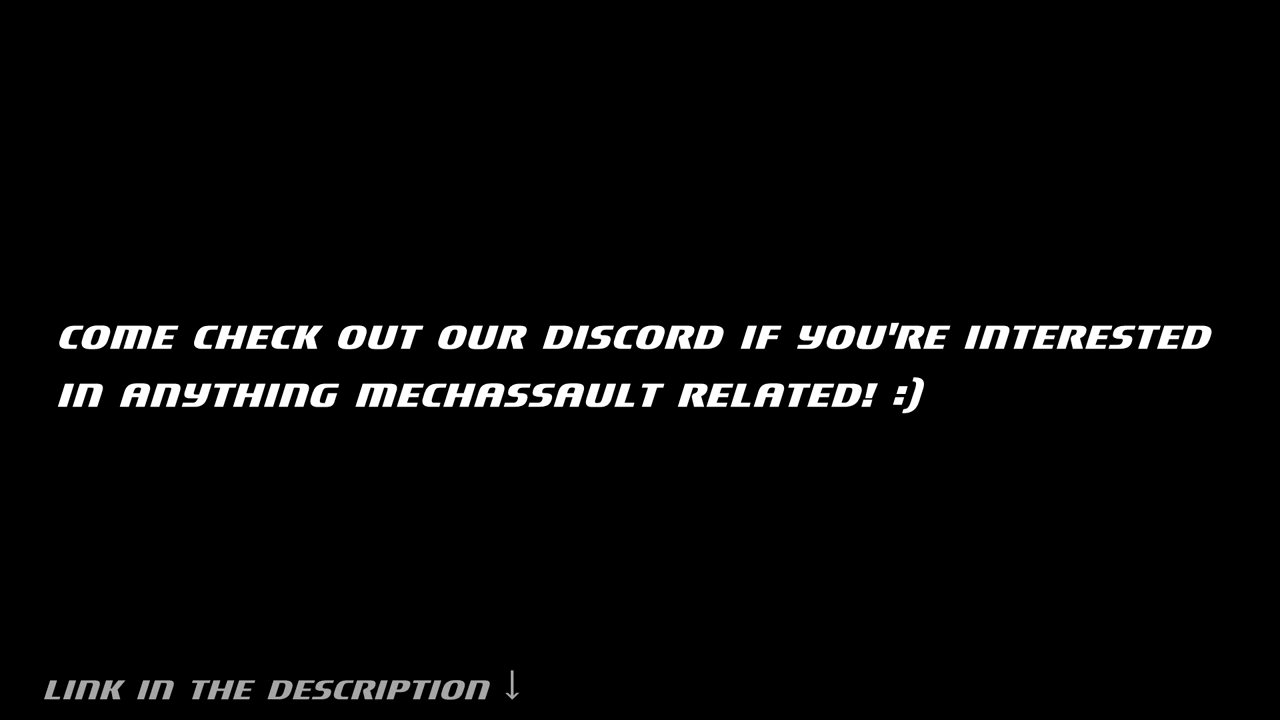 COME CHECK OUT OUR DISCORD IF YOU'RE INTERESTED
IN ANYTHING MECHASSAULT RELATED! :)
LINK IN THE DESCRIPTION ↓